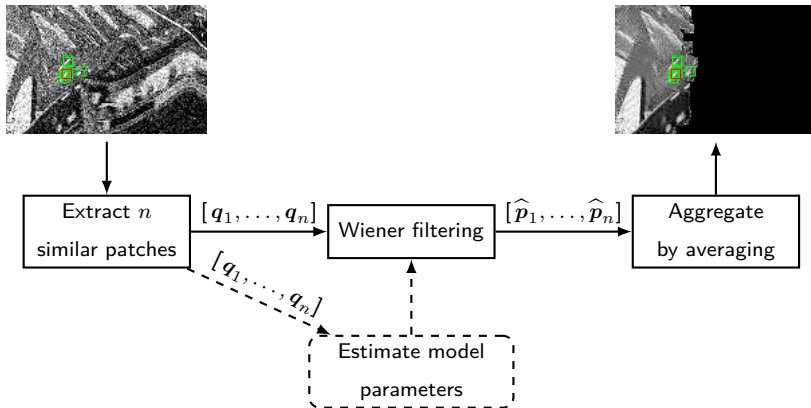 Extract n
similar patches
[q₁, . . . , qₙ]
Wiener filtering
[p̂₁, . . . , p̂ₙ]
Aggregate
by averaging
[q₁, . . . , qₙ]
Estimate model
parameters